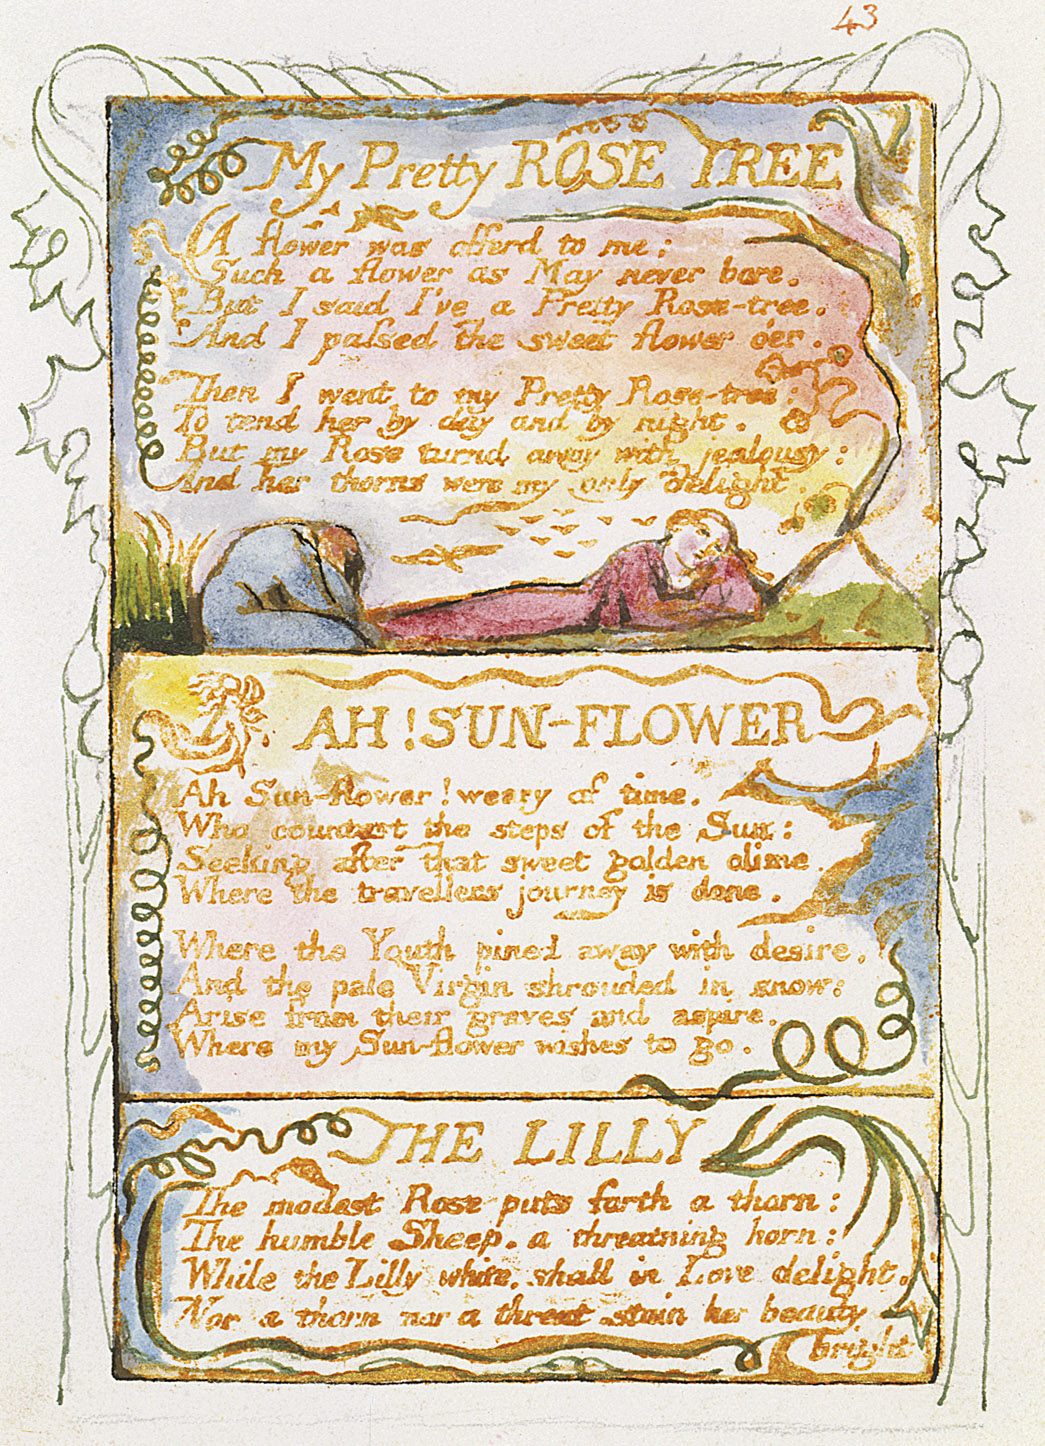 43
My Pretty ROSE TREE
A flower was offerd to me:
Such a flower as May never bore.
But I said I've a Pretty Rose-tree.
And I paſsed the sweet flower o'er.
Then I went to my Pretty Rose-tree:
To tend her by day and by night.
But my Rose turnd away with jealousy:
And her thorns were my only delight.
AH! SUN-FLOWER
Ah Sun-flower! weary of time.
Who countest the steps of the Sun:
Seeking after that sweet golden clime
Where the travellers journey is done.
Where the Youth pined away with desire,
And the pale Virgin shrouded in snow:
Arise from their graves and aspire.
Where my Sun-flower wishes to go.
THE LILLY
The modest Rose puts forth a thorn:
The humble Sheep. a threatning horn:
While the Lilly white, shall in Love delight,
Nor a thorn nor a threat stain her beauty
bright